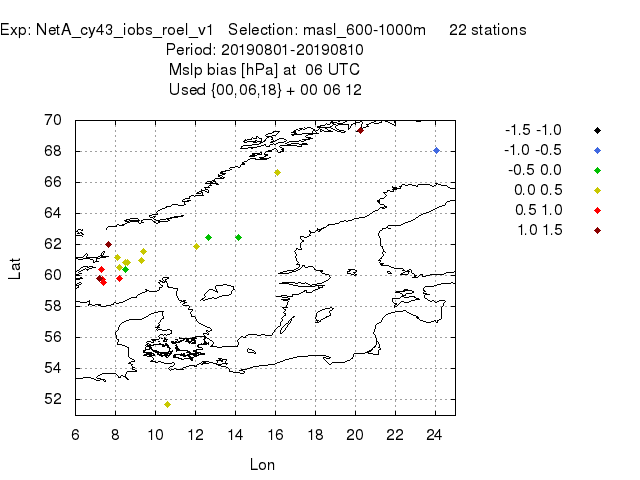 Exp: NetA_cy43_iobs_roel_v1 Selection: masl_600-1000m 22 stations
Period: 20190801-20190810
Mslp bias [hPa] at 06 UTC
Used {00,06,18} + 00 06 12
70
68
66
64
62
60
58
56
54
52
Lat
6 8 10 12 14 16 18 20 22 24
Lon
-1.5 -1.0
-1.0 -0.5
-0.5 0.0
0.0 0.5
0.5 1.0
1.0 1.5